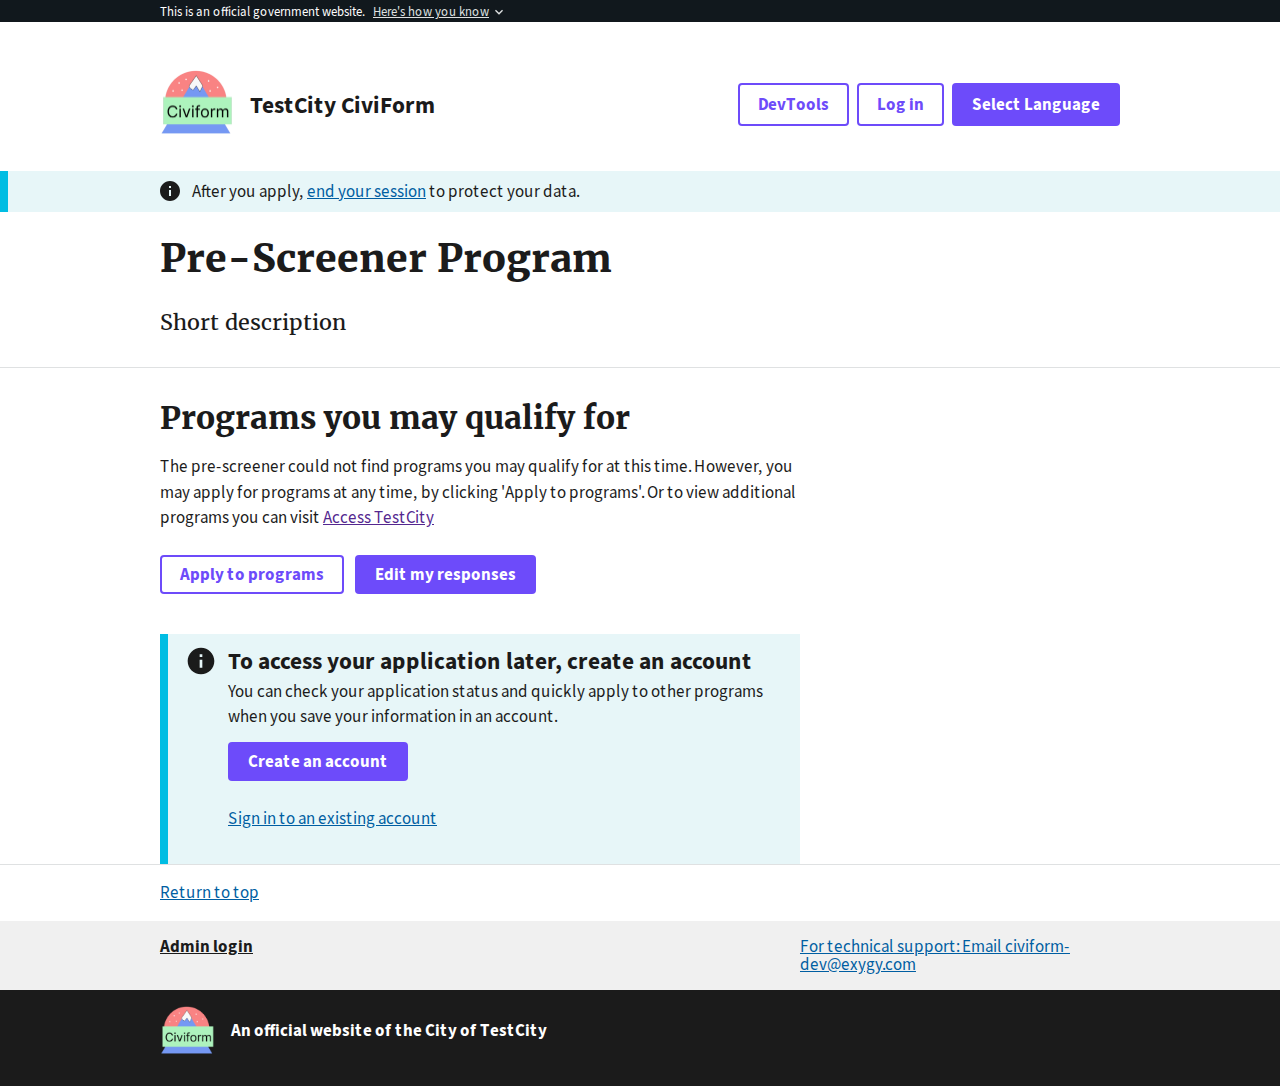 This is an official government website. Here's how you know
Civiform
TestCity CiviForm
DevTools
Log in
Select Language
After you apply, end your session to protect your data.
Pre-Screener Program
Short description
Programs you may qualify for
The pre-screener could not find programs you may qualify for at this time. However, you
may apply for programs at any time, by clicking 'Apply to programs'. Or to view additional
programs you can visit Access TestCity
Apply to programs
Edit my responses
To access your application later, create an account
You can check your application status and quickly apply to other programs
when you save your information in an account.
Create an account
Sign in to an existing account
Return to top
Admin login
For technical support: Email civiform-
dev@exygy.com
Civiform
An official website of the City of TestCity